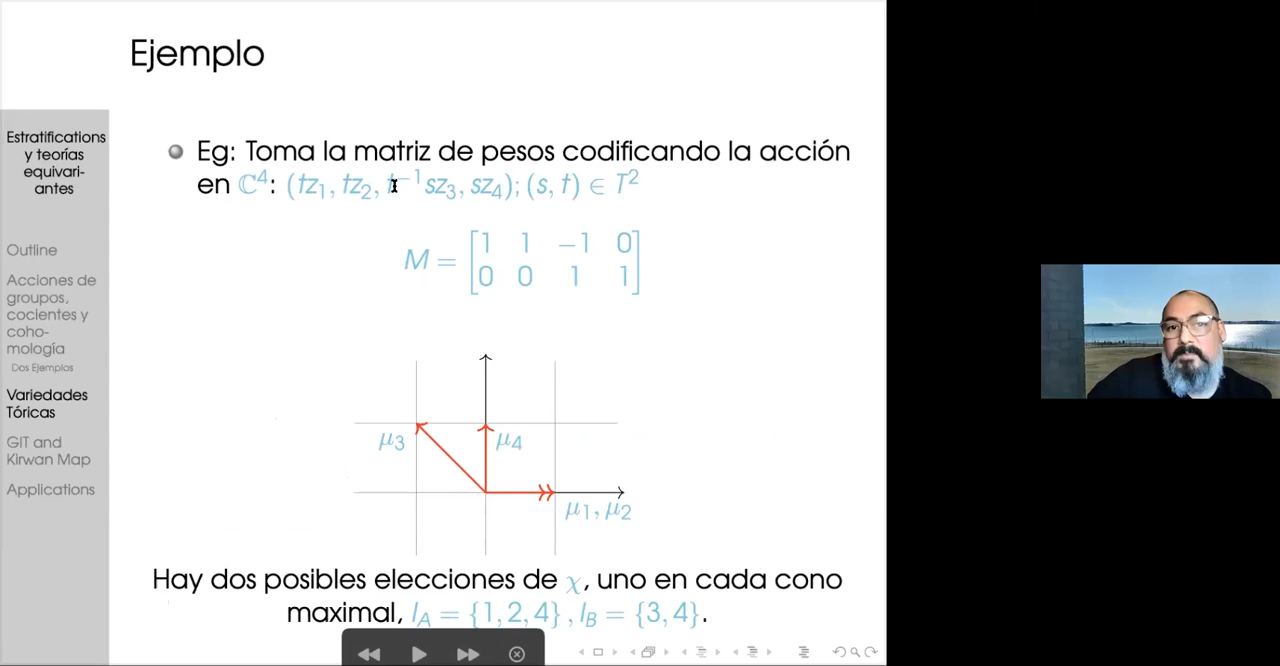 Ejemplo
Estratifications
y teorías
equivari-
antes
Outline
Acciones de
grupos,
cocientes y
coho-
mología
Dos Ejemplos
Variedades
Tóricas
GIT and
Kirwan Map
Applications
Eg: Toma la matriz de pesos codificando la acción
en ℂ⁴: (tz₁, tz₂, t⁻¹sz₃, sz₄); (s, t) ∈ T²
M = [1 1 −1 0
0 0 1 1]
μ₃ μ₄
μ₁, μ₂
Hay dos posibles elecciones de χ, uno en cada cono
maximal, I_A = {1, 2, 4}, I_B = {3, 4}.